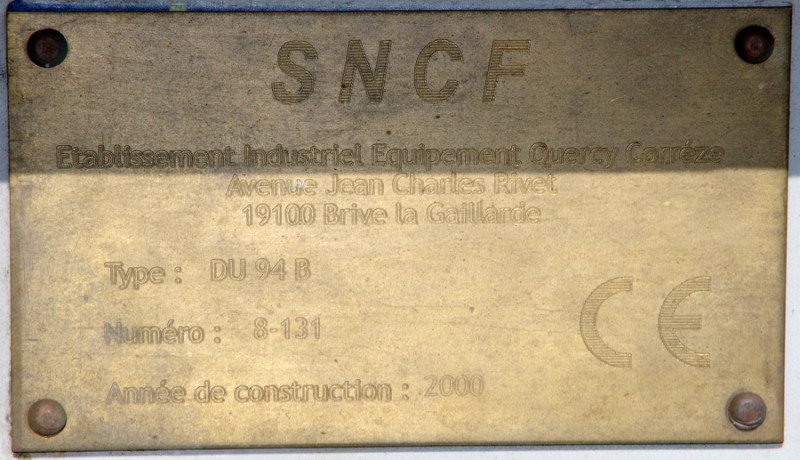 SNCF
Etablissement Industriel Equipement Quercy Corrèze
Avenue Jean Charles Rivet
19100 Brive la Gaillarde
Type : DU 94 B
Numéro : 8-131
CE
Année de construction : 2000